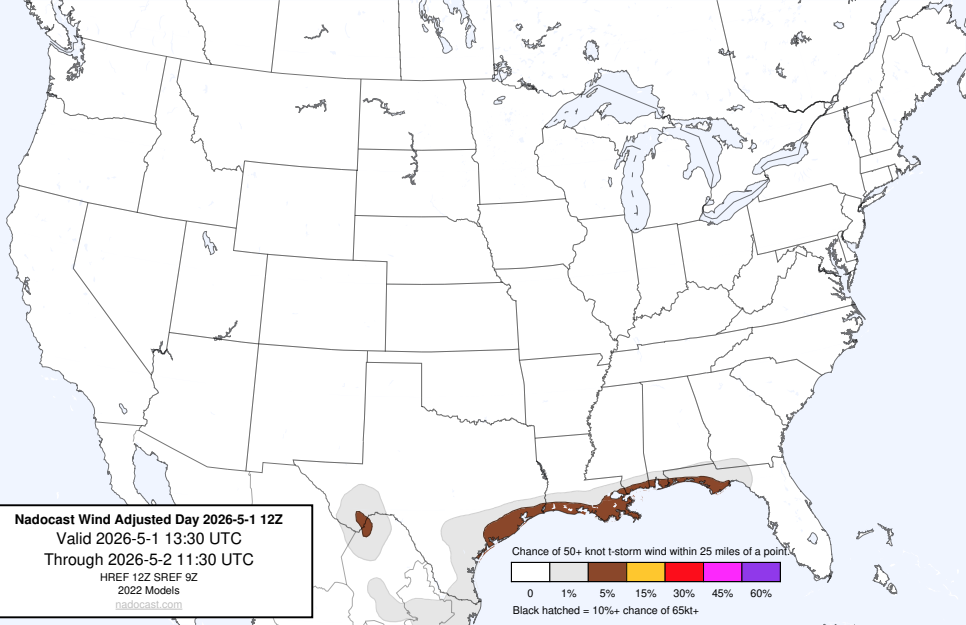 Nadocast Wind Adjusted Day 2026-5-1 12Z
Valid 2026-5-1 13:30 UTC
Through 2026-5-2 11:30 UTC
HREF 12Z SREF 9Z
2022 Models
nadocast.com
Chance of 50+ knot t-storm wind within 25 miles of a point.
0 1% 5% 15% 30% 45% 60%
Black hatched = 10%+ chance of 65kt+